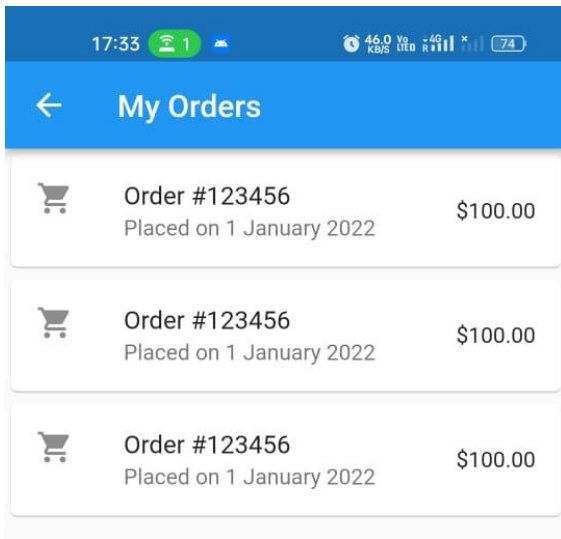 17:33 1 46.0 KB/S Vo LTE 4G R 74
My Orders
Order #123456
Placed on 1 January 2022
$100.00
Order #123456
Placed on 1 January 2022
$100.00
Order #123456
Placed on 1 January 2022
$100.00